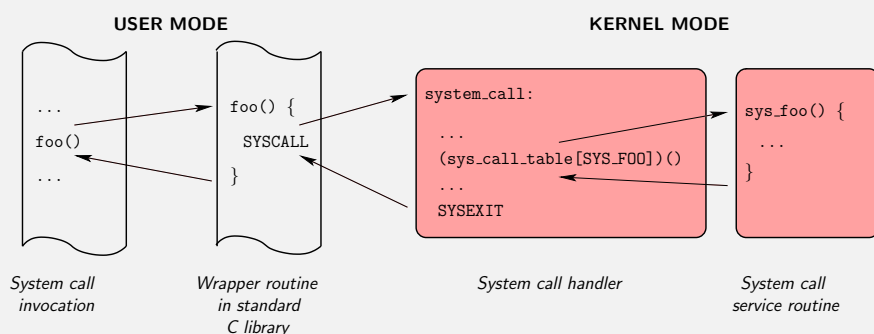 USER MODE
KERNEL MODE
...
foo()
...
foo() {
SYSCALL
}
system_call:
...
(sys_call_table[SYS_FOO])()
...
SYSEXIT
sys_foo() {
...
}
System call
invocation
Wrapper routine
in standard
C library
System call handler
System call
service routine